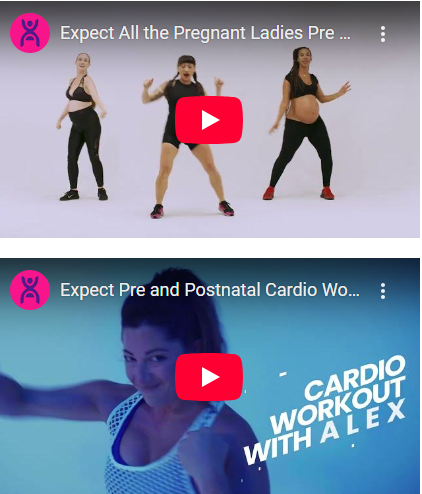 Expect All the Pregnant Ladies Pre ...
Expect Pre and Postnatal Cardio Wo...
CARDIO
WORKOUT
WITH ALEX